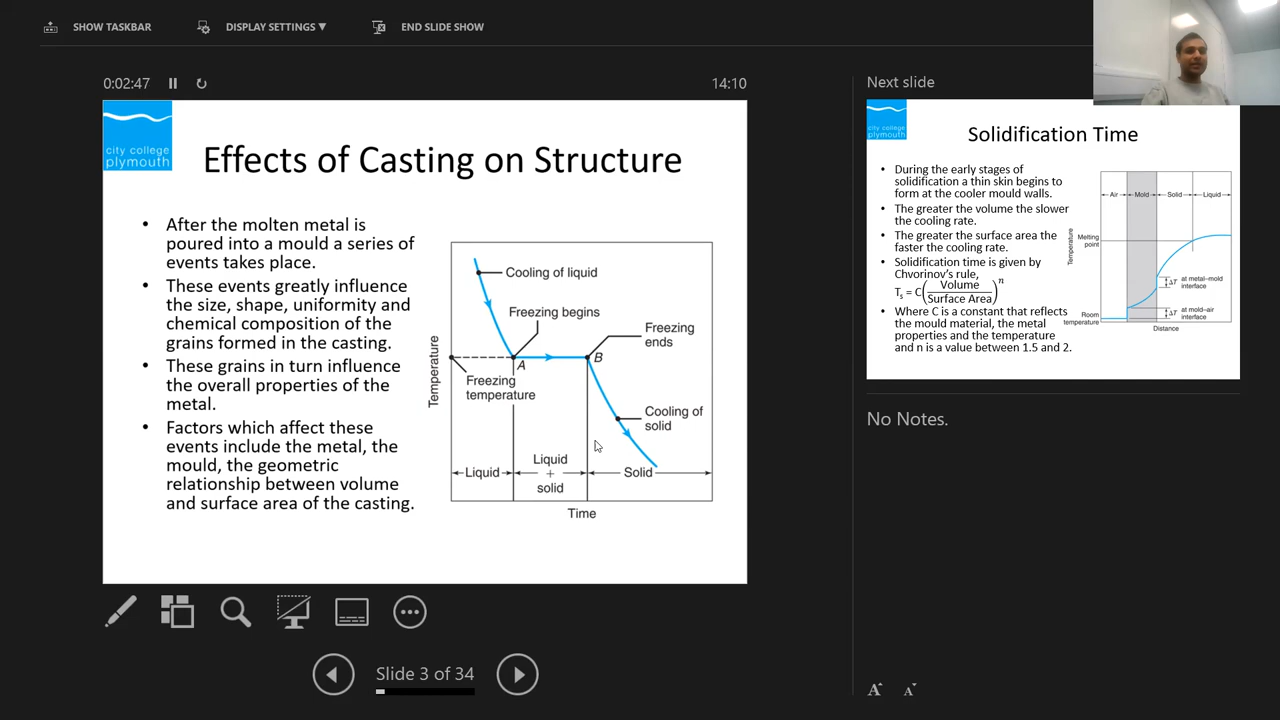 SHOW TASKBAR
DISPLAY SETTINGS ▼
END SLIDE SHOW
0:02:47
14:10
city college
plymouth
Effects of Casting on Structure
• After the molten metal is
poured into a mould a series of
events takes place.
• These events greatly influence
the size, shape, uniformity and
chemical composition of the
grains formed in the casting.
• These grains in turn influence
the overall properties of the
metal.
• Factors which affect these
events include the metal, the
mould, the geometric
relationship between volume
and surface area of the casting.
Temperature
Cooling of liquid
Freezing begins
Freezing
ends
A
B
Freezing
temperature
Cooling of
solid
Liquid
Liquid
+
solid
Solid
Time
Slide 3 of 34
Next slide
city college
plymouth
Solidification Time
• During the early stages of
solidification a thin skin begins to
form at the cooler mould walls.
• The greater the volume the slower
the cooling rate.
• The greater the surface area the
faster the cooling rate.
• Solidification time is given by
Chvorinov's rule,
Ts = C(Volume/Surface Area)^n
• Where C is a constant that reflects
the mould material, the metal
properties and the temperature
and n is a value between 1.5 and 2.
Air
Mold
Solid
Liquid
Temperature
Melting
point
ΔT at metal–mold
interface
ΔT at mold–air
interface
Room
temperature
Distance
No Notes.
A
A